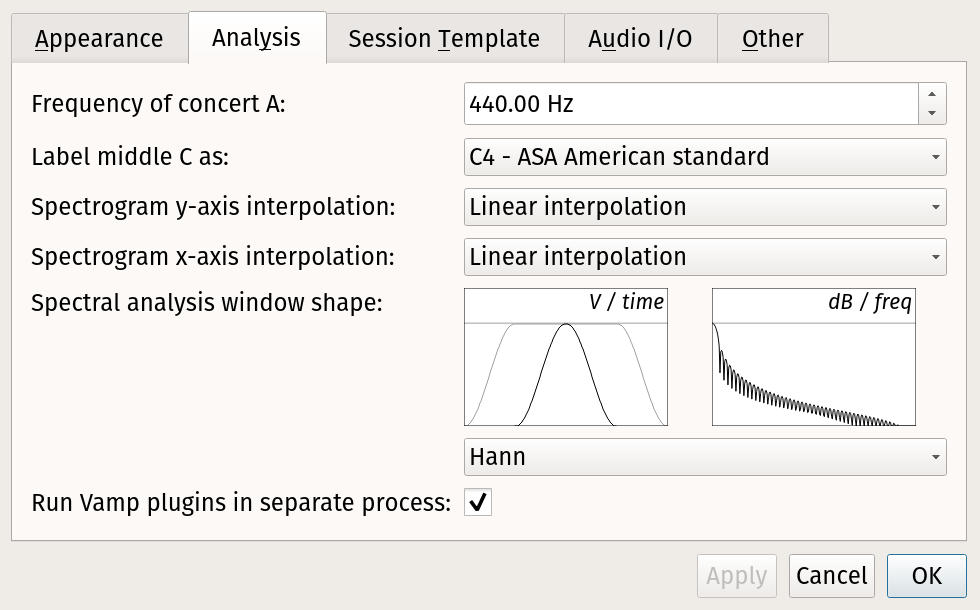 Appearance Analysis Session Template Audio I/O Other
Frequency of concert A: 440.00 Hz
Label middle C as: C4 - ASA American standard
Spectrogram y-axis interpolation: Linear interpolation
Spectrogram x-axis interpolation: Linear interpolation
Spectral analysis window shape: V / time dB / freq
Hann
Run Vamp plugins in separate process:
Apply Cancel OK